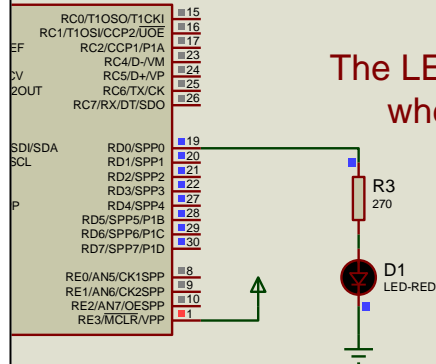 RC0/T1OSO/T1CKI 15
RC1/T1OSI/CCP2/UOE 16
RC2/CCP1/P1A 17
RC4/D-/VM 23
RC5/D+/VP 24
RC6/TX/CK 25
RC7/RX/DT/SDO 26
EF
CV
2OUT
The LE
whe
SDI/SDA
SCL
P
RD0/SPP0 19
RD1/SPP1 20
RD2/SPP2 21
RD3/SPP3 22
RD4/SPP4 27
RD5/SPP5/P1B 28
RD6/SPP6/P1C 29
RD7/SPP7/P1D 30
RE0/AN5/CK1SPP 8
RE1/AN6/CK2SPP 9
RE2/AN7/OESPP 10
RE3/MCLR/VPP 1
R3
270
D1
LED-RED